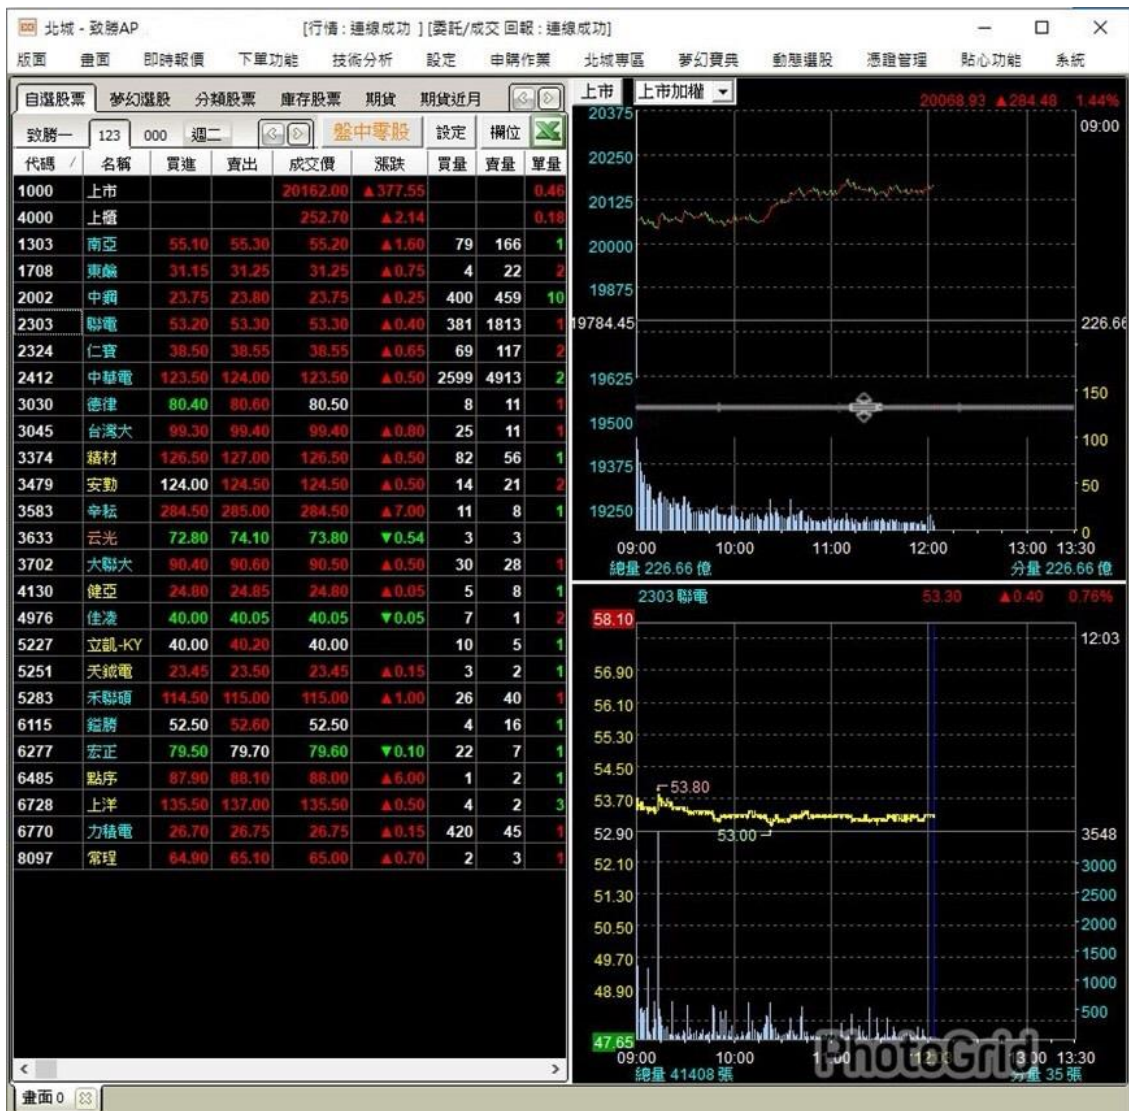 北城 - 致勝AP [行情 : 連線成功 ] [委託/成交 回報 : 連線成功]
版面 畫面 即時報價 下單功能 技術分析 設定 申購作業 北城專區 夢幻寶典 動態選股 憑證管理 貼心功能 系統
自選股票 夢幻選股 分類股票 庫存股票 期貨 期貨近月
致勝一 123 000 週二 盤中零股 設定 欄位
代碼 / 名稱 買進 賣出 成交價 漲跌 買量 賣量 單量
1000 上市 20162.00 ▲377.55 0.46
4000 上櫃 252.70 ▲2.14 0.18
1303 南亞 55.10 55.30 55.20 ▲1.60 79 166 1
1708 東鹼 31.15 31.25 31.25 ▲0.75 4 22 2
2002 中鋼 23.75 23.80 23.75 ▲0.25 400 459 10
2303 聯電 53.20 53.30 53.30 ▲0.40 381 1813 1
2324 仁寶 38.50 38.55 38.55 ▲0.65 69 117 2
2412 中華電 123.50 124.00 123.50 ▲0.50 2599 4913 2
3030 德律 80.40 80.60 80.50 8 11 1
3045 台灣大 99.30 99.40 99.40 ▲0.80 25 11 1
3374 精材 126.50 127.00 126.50 ▲0.50 82 56 1
3479 安勤 124.00 124.50 124.50 ▲0.50 14 21 2
3583 辛耘 284.50 285.00 284.50 ▲7.00 11 8 1
3633 云光 72.80 74.10 73.80 ▼0.54 3 3
3702 大聯大 90.40 90.60 90.50 ▲0.50 30 28 1
4130 健亞 24.80 24.85 24.80 ▲0.05 5 8 1
4976 佳凌 40.00 40.05 40.05 ▼0.05 7 1 2
5227 立凱-KY 40.00 40.20 40.00 10 5 1
5251 天鉞電 23.45 23.50 23.45 ▲0.15 3 2 1
5283 禾聯碩 114.50 115.00 115.00 ▲1.00 26 40 1
6115 鎰勝 52.50 52.60 52.50 4 16 1
6277 宏正 79.50 79.70 79.60 ▼0.10 22 7 1
6485 點序 87.90 88.10 88.00 ▲6.00 1 2 1
6728 上洋 135.50 137.00 135.50 ▲0.50 4 2 3
6770 力積電 26.70 26.75 26.75 ▲0.15 420 45 1
8097 常珵 64.90 65.10 65.00 ▲0.70 2 3 1
畫面 0
上市 上市加權
20068.93 ▲284.48 1.44%
20375
09:00
20250
20125
20000
19875
19784.45 226.66
19625
150
19500
100
19375
50
19250
0
09:00 10:00 11:00 12:00 13:00 13:30
總量 226.66 億 分量 226.66 億
2303 聯電 53.30 ▲0.40 0.76%
58.10
12:03
56.90
56.10
55.30
54.50
53.80
53.70
53.00
52.90 3548
52.10 3000
51.30 2500
50.50 2000
49.70 1500
1000
48.90
500
47.65
09:00 10:00 11:00 12:03 13:00 13:30
總量 41408 張 分量 35 張
PhotoGrid